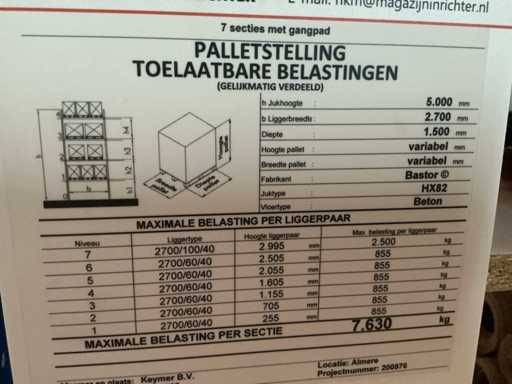 E-mail: hkm@magazijninrichter.nl
7 secties met gangpad
PALLETSTELLING
TOELAATBARE BELASTINGEN
(GELIJKMATIG VERDEELD)
h Jukhoogte : 5.000 mm
b Liggerbreedte : 2.700 mm
Diepte : 1.500 mm
Hoogte pallet : variabel mm
Breedte pallet : variabel mm
Fabrikant : Bastor ©
Juktype : HX82
Vloertype : Beton
Breedte pallet
Diepte pallet
Hoogte pallet
MAXIMALE BELASTING PER LIGGERPAAR
Niveau Liggertype Hoogte liggerpaar Max. belasting per liggerpaar
7 2700/100/40 2.995 mm 2.500 kg
6 2700/60/40 2.505 mm 855 kg
5 2700/60/40 2.055 mm 855 kg
4 2700/60/40 1.605 mm 855 kg
3 2700/60/40 1.155 mm 855 kg
2 2700/60/40 705 mm 855 kg
1 2700/60/40 255 mm 855 kg
MAXIMALE BELASTING PER SECTIE 7.630 kg
Keymer B.V.
Locatie: Almere
Projectnummer: 200876